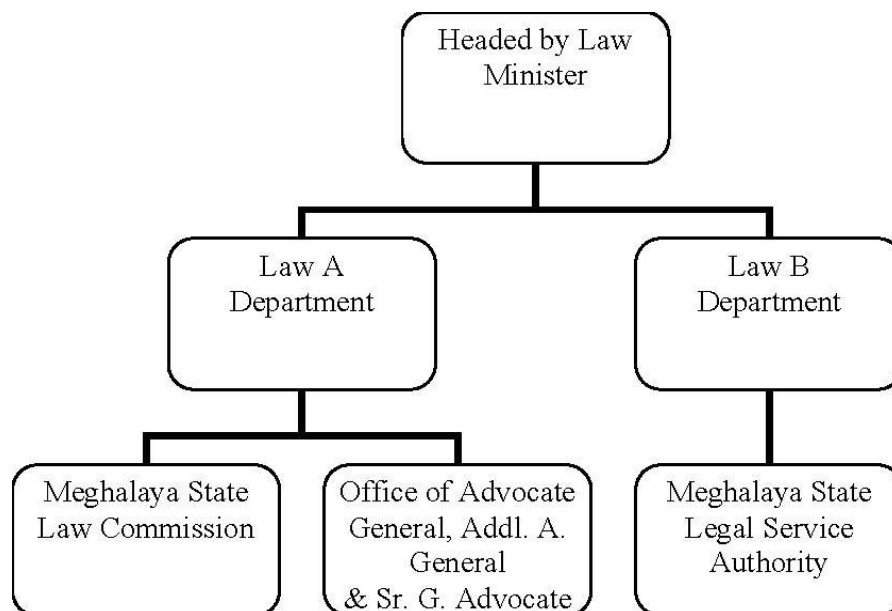 Headed by Law
Minister
Law A
Department
Law B
Department
Meghalaya State
Law Commission
Office of Advocate
General, Addl. A.
General
& Sr. G. Advocate
Meghalaya State
Legal Service
Authority